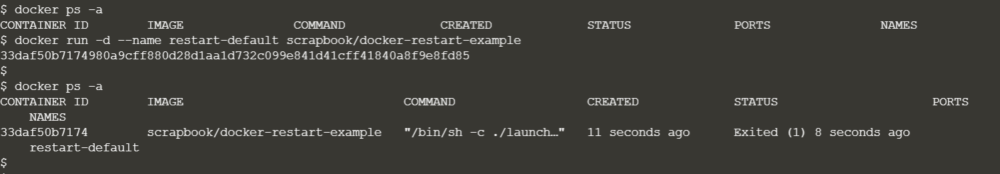 $ docker ps -a
CONTAINER ID IMAGE COMMAND CREATED STATUS PORTS NAMES
$ docker run -d --name restart-default scrapbook/docker-restart-example
33daf50b7174980a9cff880d28d1aa1d732c099e841d41cff41840a8f9e8fd85
$
$ docker ps -a
CONTAINER ID IMAGE COMMAND CREATED STATUS PORTS
NAMES
33daf50b7174 scrapbook/docker-restart-example "/bin/sh -c ./launch…" 11 seconds ago Exited (1) 8 seconds ago
restart-default
$